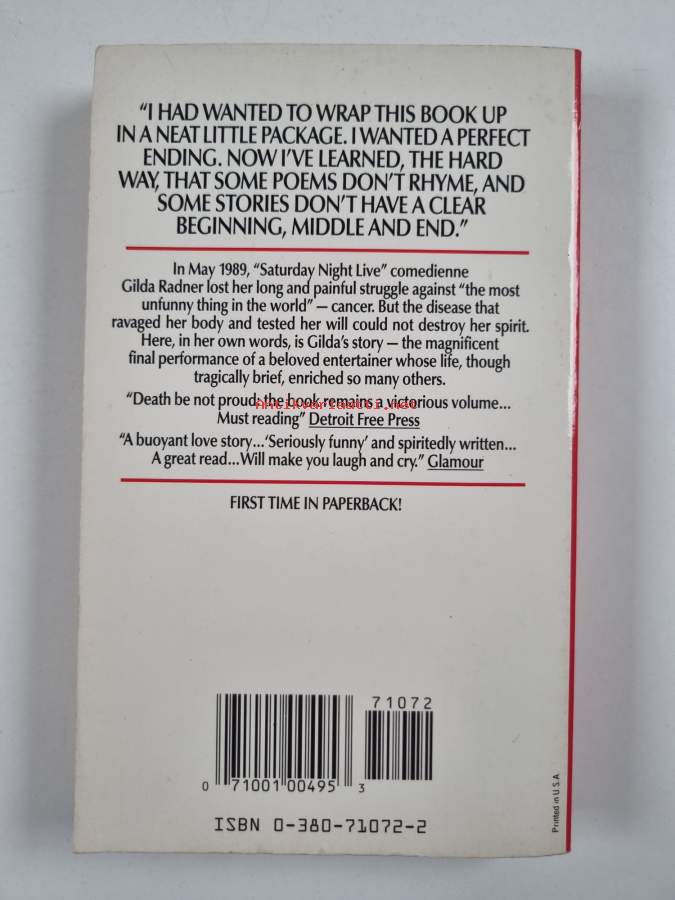 “I HAD WANTED TO WRAP THIS BOOK UP
IN A NEAT LITTLE PACKAGE. I WANTED A PERFECT
ENDING. NOW I’VE LEARNED, THE HARD
WAY, THAT SOME POEMS DON’T RHYME, AND
SOME STORIES DON’T HAVE A CLEAR
BEGINNING, MIDDLE AND END.”
In May 1989, “Saturday Night Live” comedienne
Gilda Radner lost her long and painful struggle against “the most
unfunny thing in the world” — cancer. But the disease that
ravaged her body and tested her will could not destroy her spirit.
Here, in her own words, is Gilda’s story — the magnificent
final performance of a beloved entertainer whose life, though
tragically brief, enriched so many others.
“Death be not proud: the book remains a victorious volume...
Antikvariaatti.net
Must reading” Detroit Free Press
“A buoyant love story...‘Seriously funny’ and spiritedly written...
A great read...Will make you laugh and cry.” Glamour
FIRST TIME IN PAPERBACK!
71072
0 71001 00495 3
ISBN 0-380-71072-2
Printed in U.S.A.